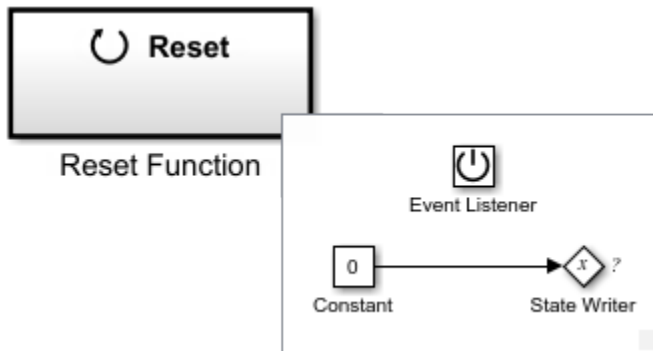 Reset
Reset Function
Event Listener
0
x ?
Constant
State Writer